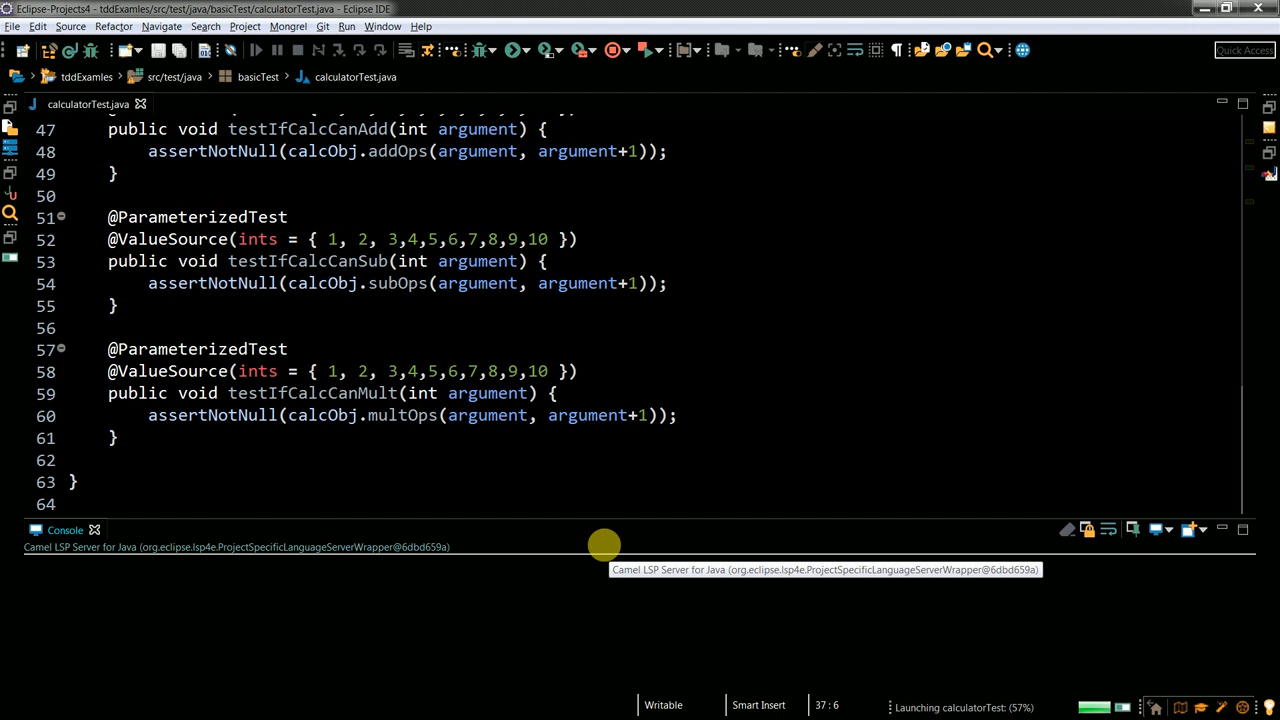 Eclipse-Projects4 - tddExamles/src/test/java/basicTest/calculatorTest.java - Eclipse IDE
File Edit Source Refactor Navigate Search Project Mongrel Git Run Window Help
Quick Access
tddExamles src/test/java basicTest calculatorTest.java
calculatorTest.java
47 public void testIfCalcCanAdd(int argument) {
48 assertNotNull(calcObj.addOps(argument, argument+1));
49 }
50
51 @ParameterizedTest
52 @ValueSource(ints = { 1, 2, 3,4,5,6,7,8,9,10 })
53 public void testIfCalcCanSub(int argument) {
54 assertNotNull(calcObj.subOps(argument, argument+1));
55 }
56
57 @ParameterizedTest
58 @ValueSource(ints = { 1, 2, 3,4,5,6,7,8,9,10 })
59 public void testIfCalcCanMult(int argument) {
60 assertNotNull(calcObj.multOps(argument, argument+1));
61 }
62
63 }
64
Console
Camel LSP Server for Java (org.eclipse.lsp4e.ProjectSpecificLanguageServerWrapper@6dbd659a)
Camel LSP Server for Java (org.eclipse.lsp4e.ProjectSpecificLanguageServerWrapper@6dbd659a)
Writable Smart Insert 37 : 6 Launching calculatorTest: (57%)